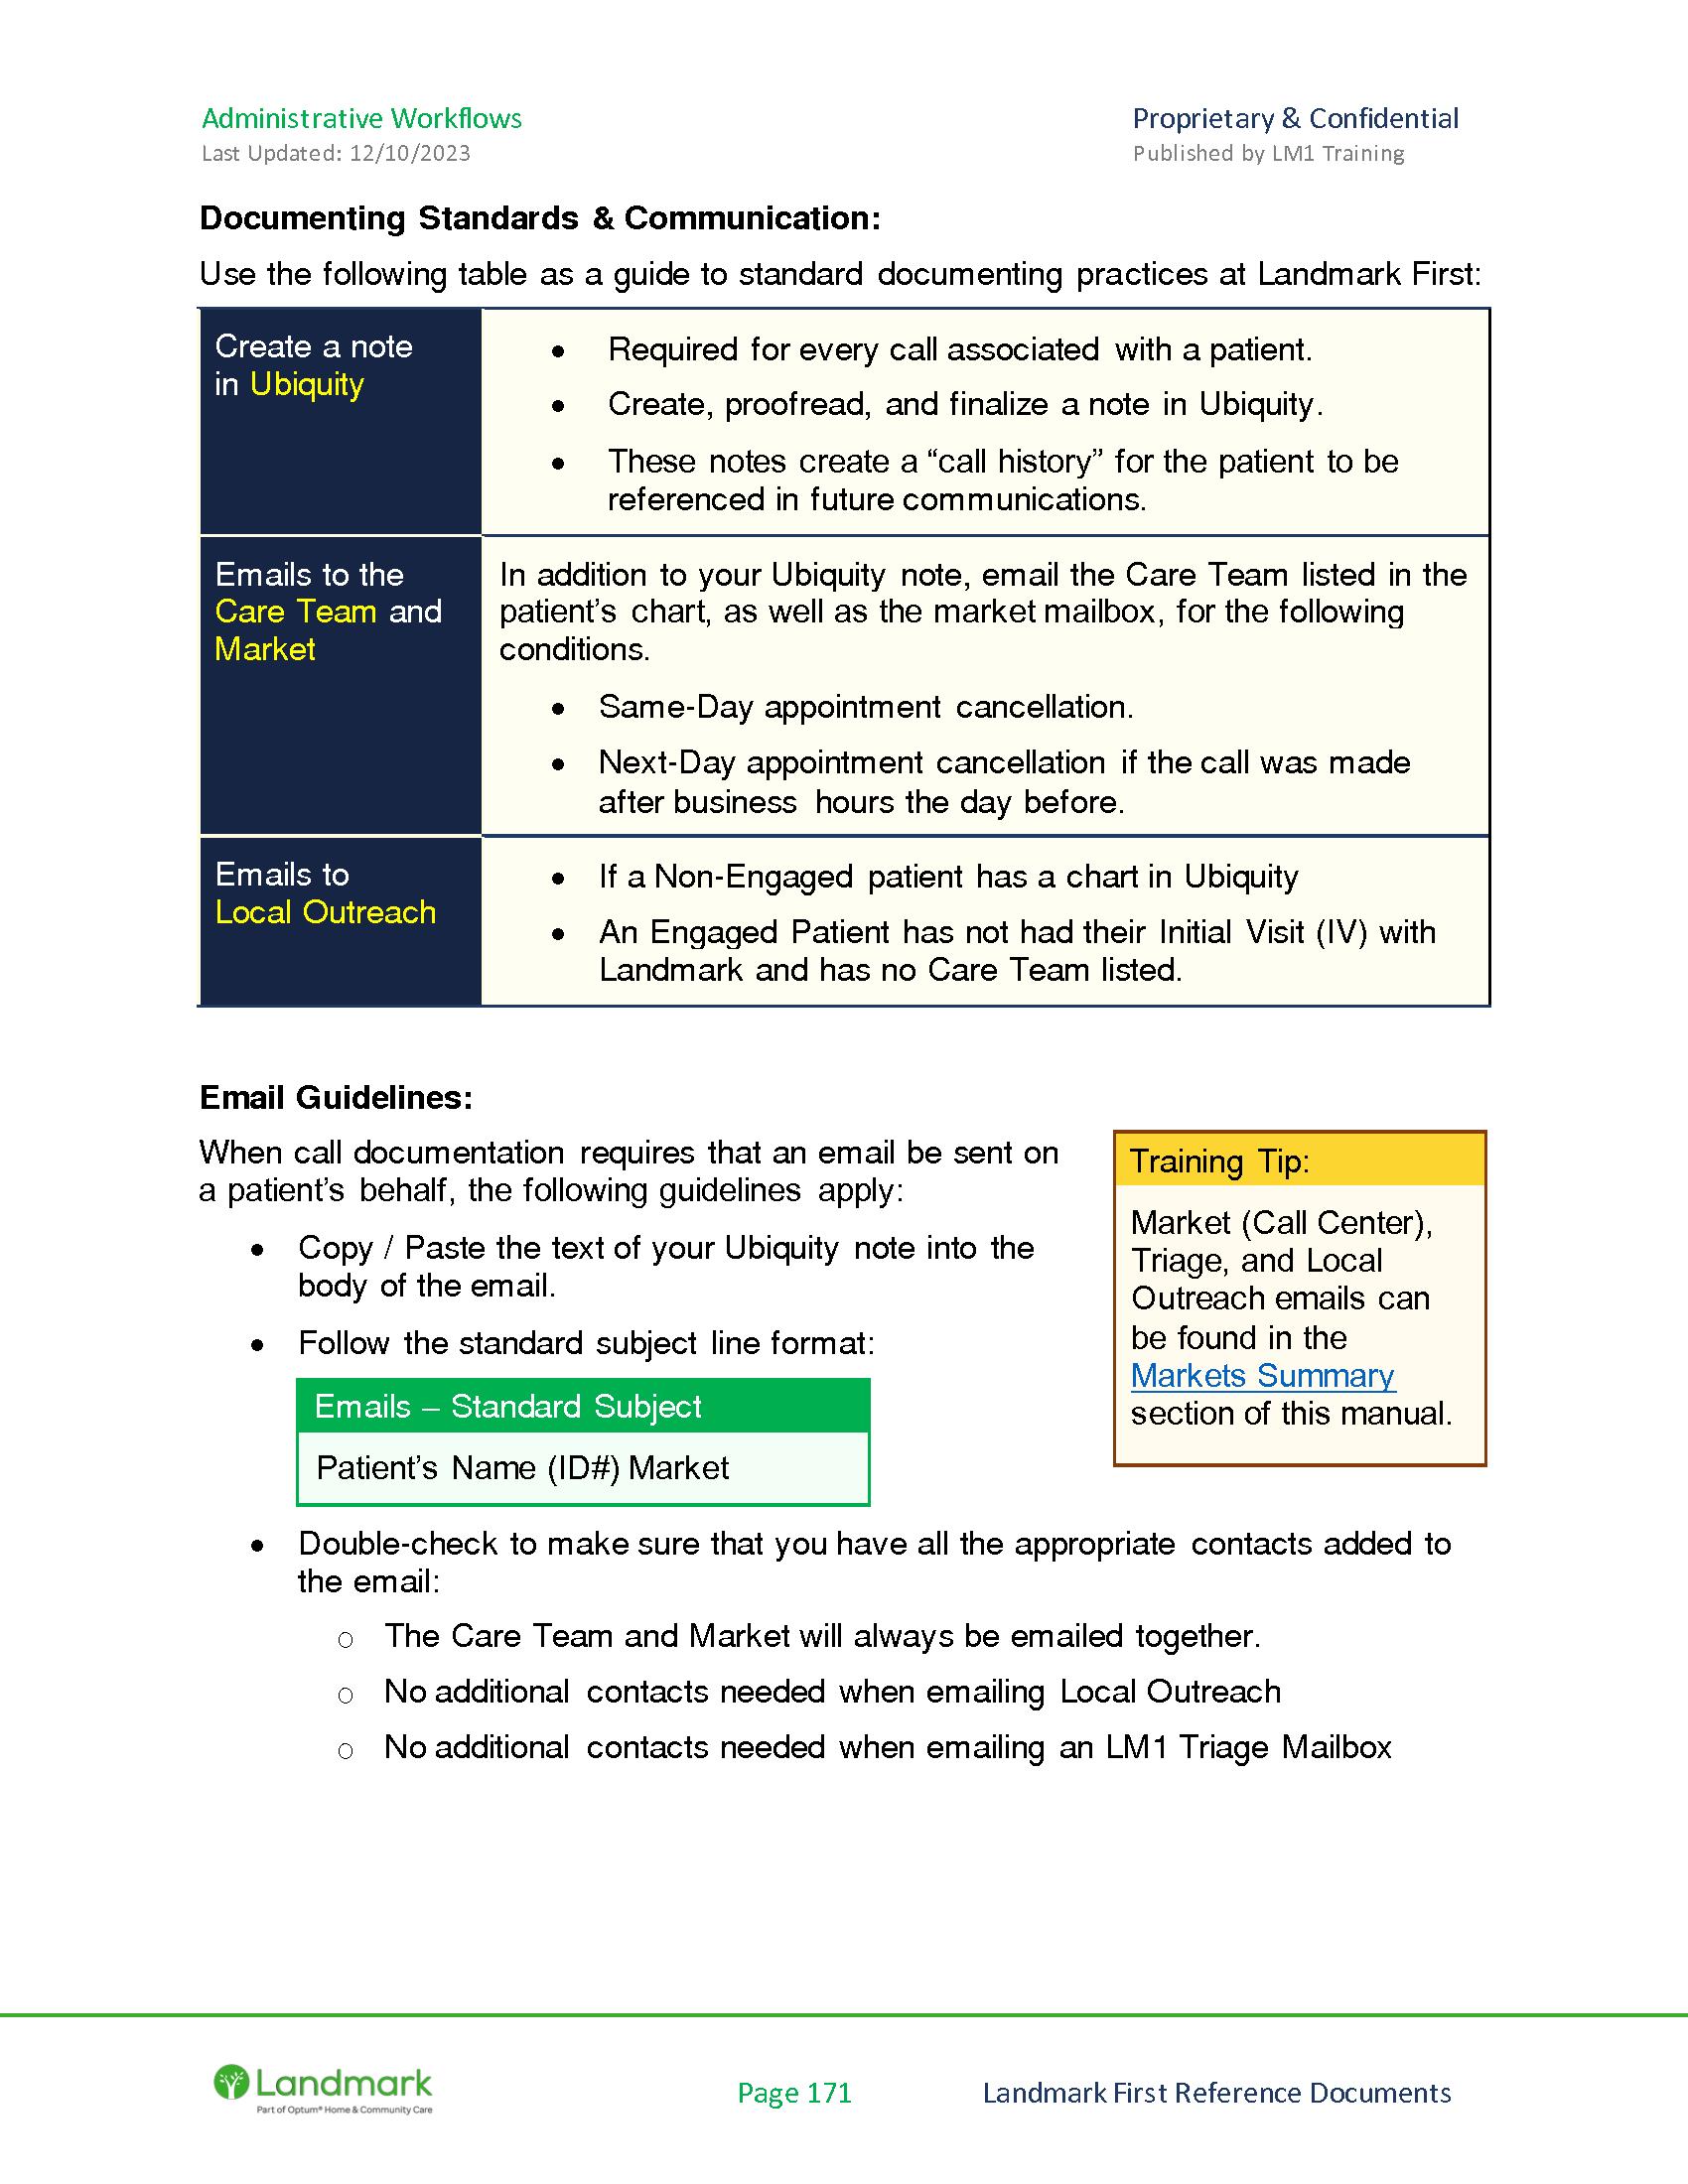 Administrative Workflows
Proprietary & Confidential
Last Updated: 12/10/2023
Published by LM1 Training
Documenting Standards & Communication:
Use the following table as a guide to standard documenting practices at Landmark First:
Create a note
in Ubiquity
• Required for every call associated with a patient.
• Create, proofread, and finalize a note in Ubiquity.
• These notes create a “call history” for the patient to be
referenced in future communications.
Emails to the
Care Team and
Market
In addition to your Ubiquity note, email the Care Team listed in the
patient’s chart, as well as the market mailbox, for the following
conditions.
• Same-Day appointment cancellation.
• Next-Day appointment cancellation if the call was made
after business hours the day before.
Emails to
Local Outreach
• If a Non-Engaged patient has a chart in Ubiquity
• An Engaged Patient has not had their Initial Visit (IV) with
Landmark and has no Care Team listed.
Email Guidelines:
When call documentation requires that an email be sent on
a patient’s behalf, the following guidelines apply:
• Copy / Paste the text of your Ubiquity note into the
body of the email.
• Follow the standard subject line format:
Emails – Standard Subject
Patient’s Name (ID#) Market
Training Tip:
Market (Call Center),
Triage, and Local
Outreach emails can
be found in the
Markets Summary
section of this manual.
• Double-check to make sure that you have all the appropriate contacts added to
the email:
o The Care Team and Market will always be emailed together.
o No additional contacts needed when emailing Local Outreach
o No additional contacts needed when emailing an LM1 Triage Mailbox
Landmark
Part of Optum® Home & Community Care
Page 171
Landmark First Reference Documents